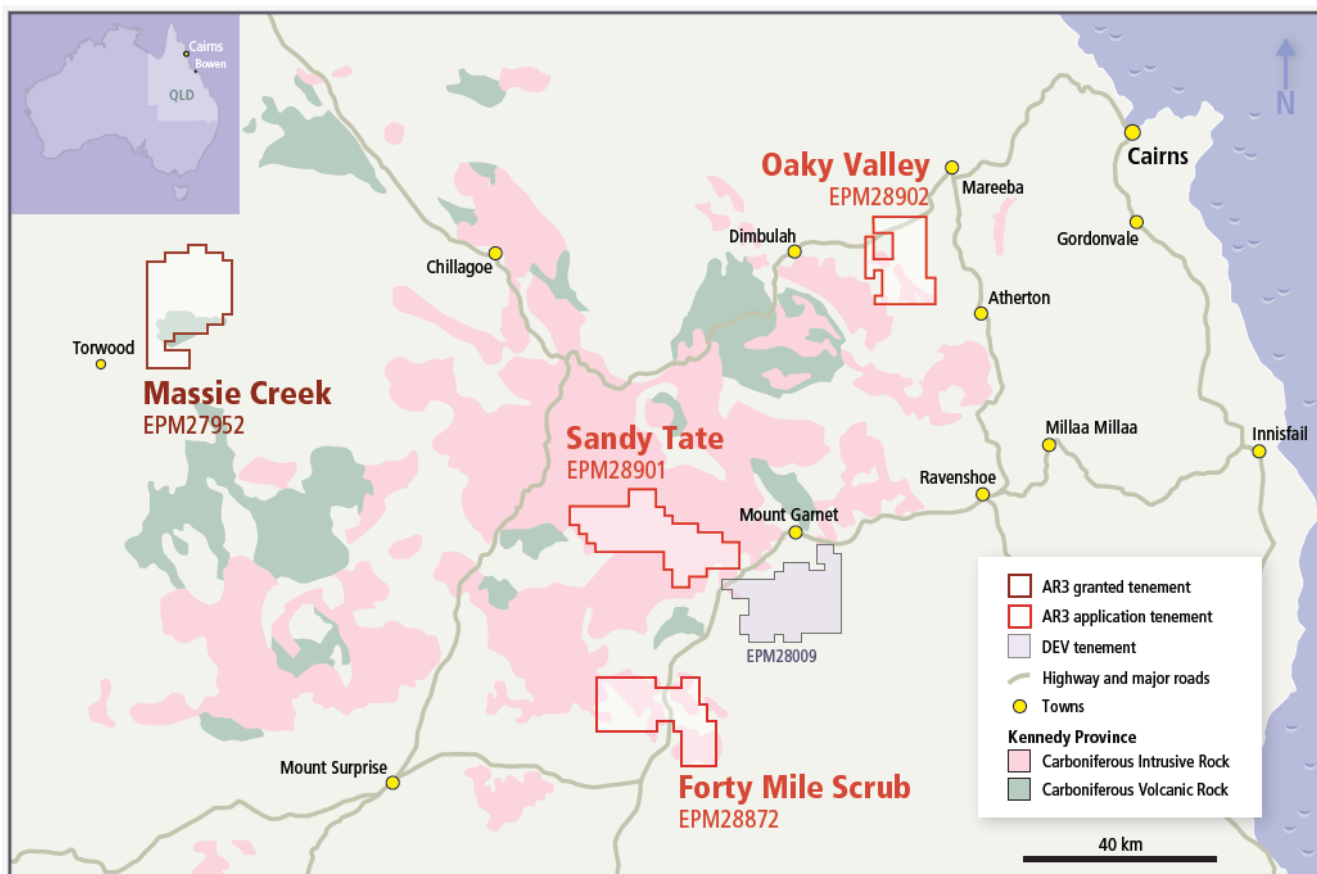 Cairns
Bowen
QLD
N
Cairns
Oaky Valley
EPM28902
Mareeba
Gordonvale
Dimbulah
Chillagoe
Atherton
Torwood
Massie Creek
EPM27952
Sandy Tate
EPM28901
Millaa Millaa
Innisfail
Ravenshoe
Mount Garnet
EPM28009
Mount Surprise
Forty Mile Scrub
EPM28872
AR3 granted tenement
AR3 application tenement
DEV tenement
Highway and major roads
Towns
Kennedy Province
Carboniferous Intrusive Rock
Carboniferous Volcanic Rock
40 km